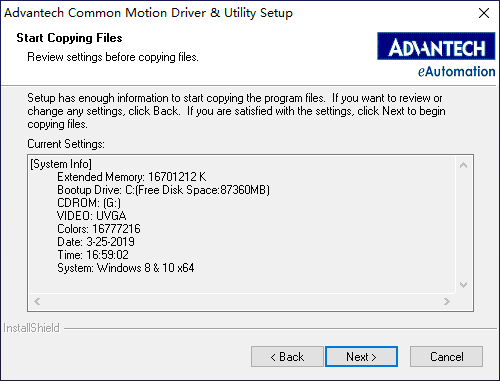 Advantech Common Motion Driver & Utility Setup
Start Copying Files
Review settings before copying files.
ADVANTECH
eAutomation
Setup has enough information to start copying the program files. If you want to review or
change any settings, click Back. If you are satisfied with the settings, click Next to begin
copying files.
Current Settings:
[System Info]
Extended Memory: 16701212 K
Bootup Drive: C:(Free Disk Space:87360MB)
CDROM: (G:)
VIDEO: UVGA
Colors: 16777216
Date: 3-25-2019
Time: 16:59:02
System: Windows 8 & 10 x64
InstallShield
< Back
Next >
Cancel